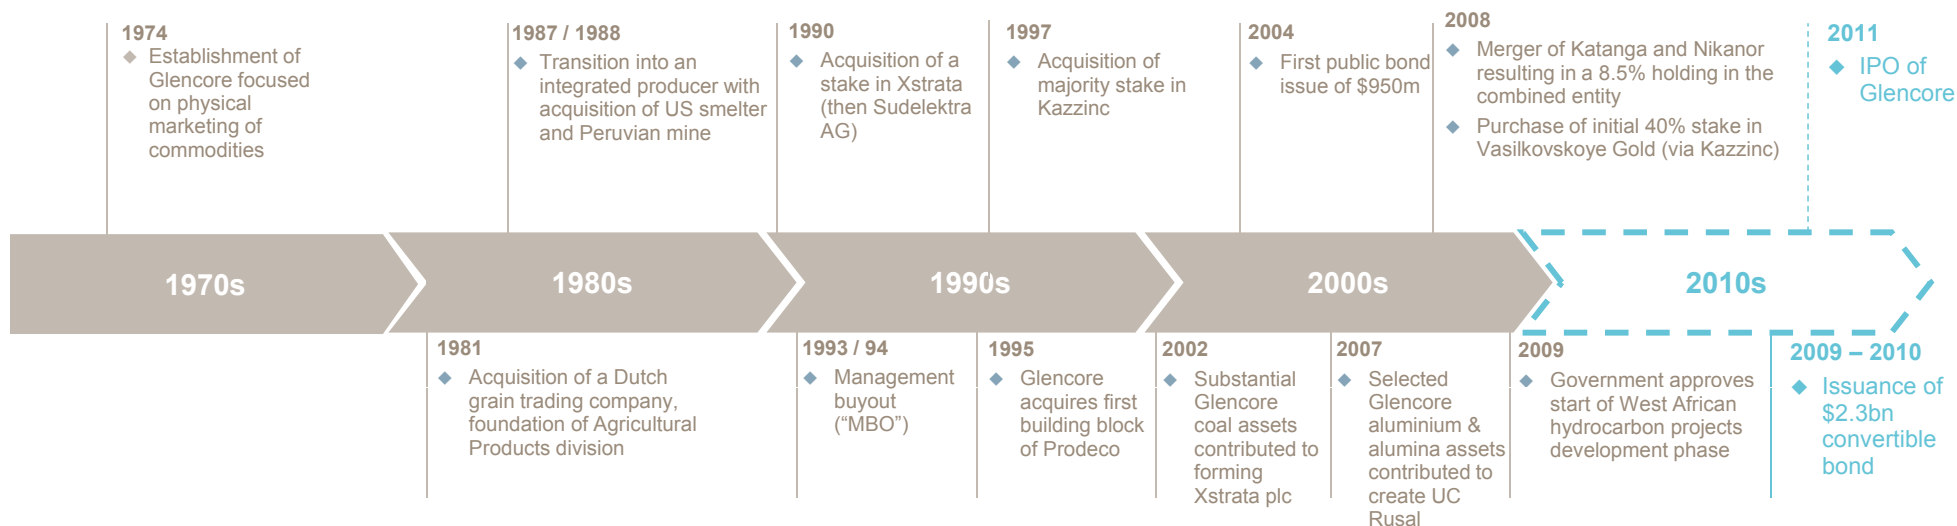 1974
◆ Establishment of
Glencore focused
on physical
marketing of
commodities
1987 / 1988
◆ Transition into an
integrated producer with
acquisition of US smelter
and Peruvian mine
1990
◆ Acquisition of a
stake in Xstrata
(then Sudelektra
AG)
1997
◆ Acquisition of
majority stake in
Kazzinc
2004
◆ First public bond
issue of $950m
2008
◆ Merger of Katanga and Nikanor
resulting in a 8.5% holding in the
combined entity
◆ Purchase of initial 40% stake in
Vasilkovskoye Gold (via Kazzinc)
2011
◆ IPO of
Glencore
1970s
1980s
1990s
2000s
2010s
1981
◆ Acquisition of a Dutch
grain trading company,
foundation of Agricultural
Products division
1993 / 94
◆ Management
buyout
(“MBO”)
1995
◆ Glencore
acquires first
building block
of Prodeco
2002
◆ Substantial
Glencore
coal assets
contributed to
forming
Xstrata plc
2007
◆ Selected
Glencore
aluminium &
alumina assets
contributed to
create UC
Rusal
2009
◆ Government approves
start of West African
hydrocarbon projects
development phase
2009 – 2010
◆ Issuance of
$2.3bn
convertible
bond